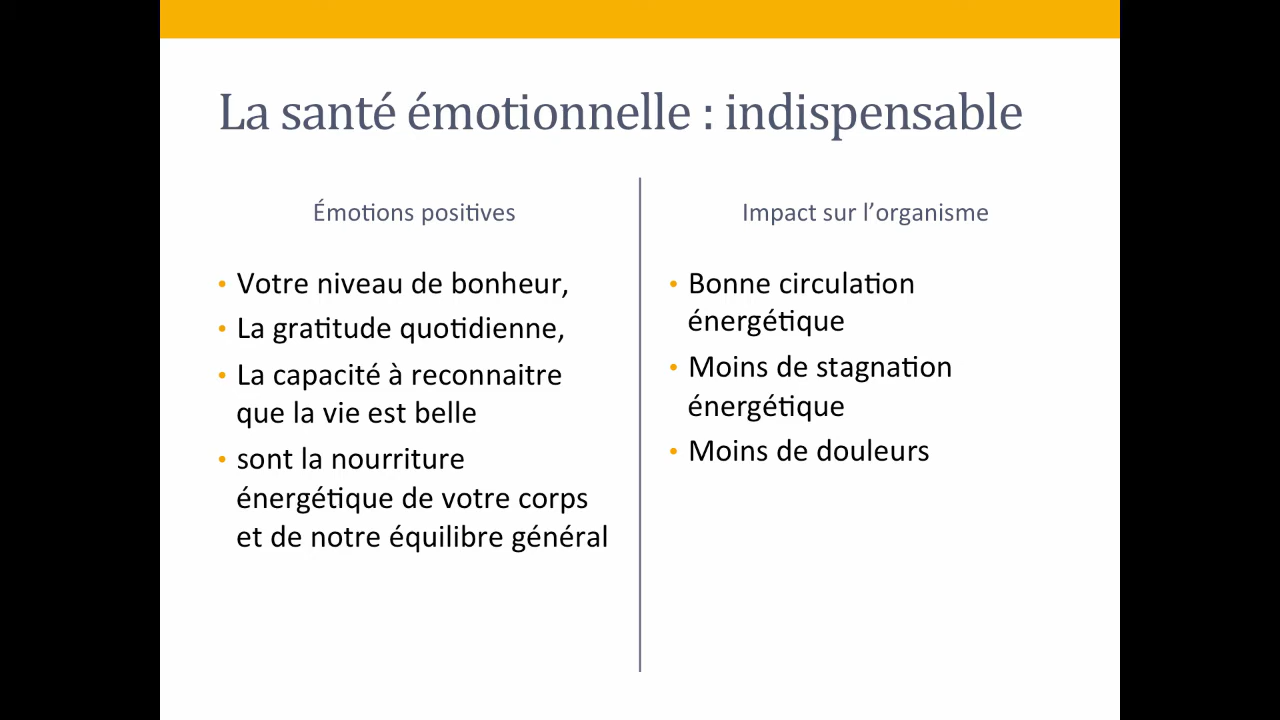 La santé émotionnelle : indispensable
Émotions positives
• Votre niveau de bonheur,
• La gratitude quotidienne,
• La capacité à reconnaitre
que la vie est belle
• sont la nourriture
énergétique de votre corps
et de notre équilibre général
Impact sur l’organisme
• Bonne circulation
énergétique
• Moins de stagnation
énergétique
• Moins de douleurs